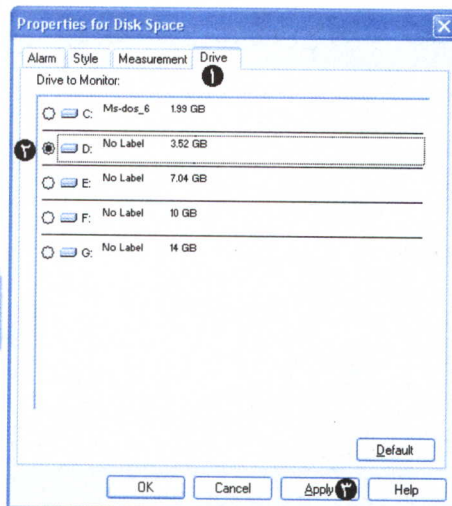 Properties for Disk Space
Alarm Style Measurement Drive
۱
Drive to Monitor:
C: Ms-dos_6 1.99 GB
۲ D: No Label 3.52 GB
E: No Label 7.04 GB
F: No Label 10 GB
G: No Label 14 GB
Default
OK Cancel Apply ۳ Help